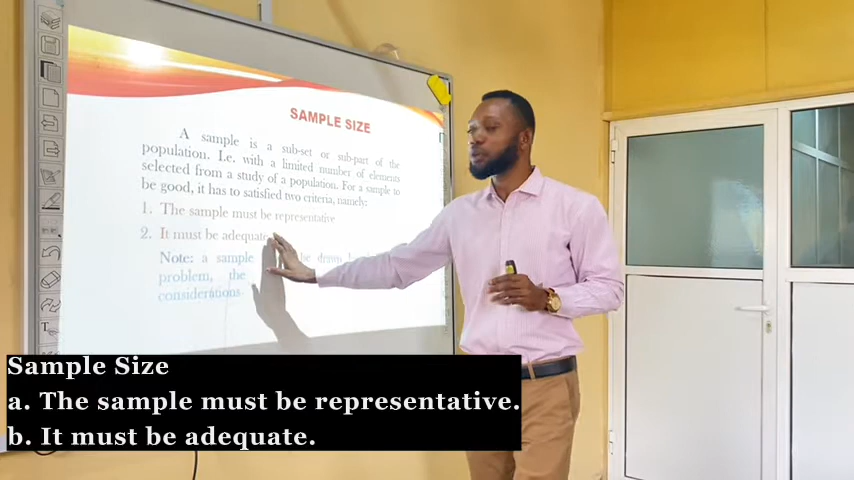 SAMPLE SIZE
A sample is a sub-set or sub-part of the
population. I.e. with a limited number of elements
selected from a study of a population. For a sample to
be good, it has to satisfied two criteria, namely:
1. The sample must be representative
2. It must be adequate
Note: a sample be drawn
problem, the
considerations
Sample Size
a. The sample must be representative.
b. It must be adequate.